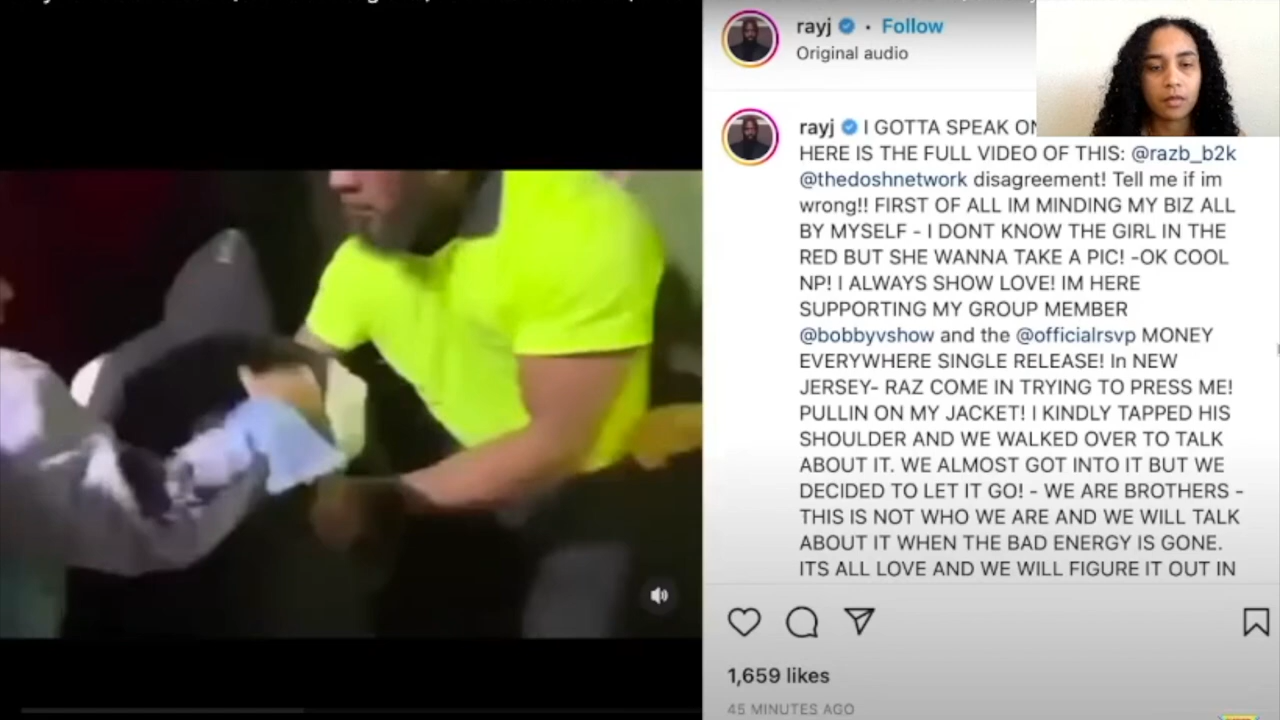 rayj · Follow
Original audio
rayj I GOTTA SPEAK ON
HERE IS THE FULL VIDEO OF THIS: @razb_b2k
@thedoshnetwork disagreement! Tell me if im
wrong!! FIRST OF ALL IM MINDING MY BIZ ALL
BY MYSELF - I DONT KNOW THE GIRL IN THE
RED BUT SHE WANNA TAKE A PIC! -OK COOL
NP! I ALWAYS SHOW LOVE! IM HERE
SUPPORTING MY GROUP MEMBER
@bobbyvshow and the @officialrsvp MONEY
EVERYWHERE SINGLE RELEASE! In NEW
JERSEY- RAZ COME IN TRYING TO PRESS ME!
PULLIN ON MY JACKET! I KINDLY TAPPED HIS
SHOULDER AND WE WALKED OVER TO TALK
ABOUT IT. WE ALMOST GOT INTO IT BUT WE
DECIDED TO LET IT GO! - WE ARE BROTHERS -
THIS IS NOT WHO WE ARE AND WE WILL TALK
ABOUT IT WHEN THE BAD ENERGY IS GONE.
ITS ALL LOVE AND WE WILL FIGURE IT OUT IN
1,659 likes
45 MINUTES AGO